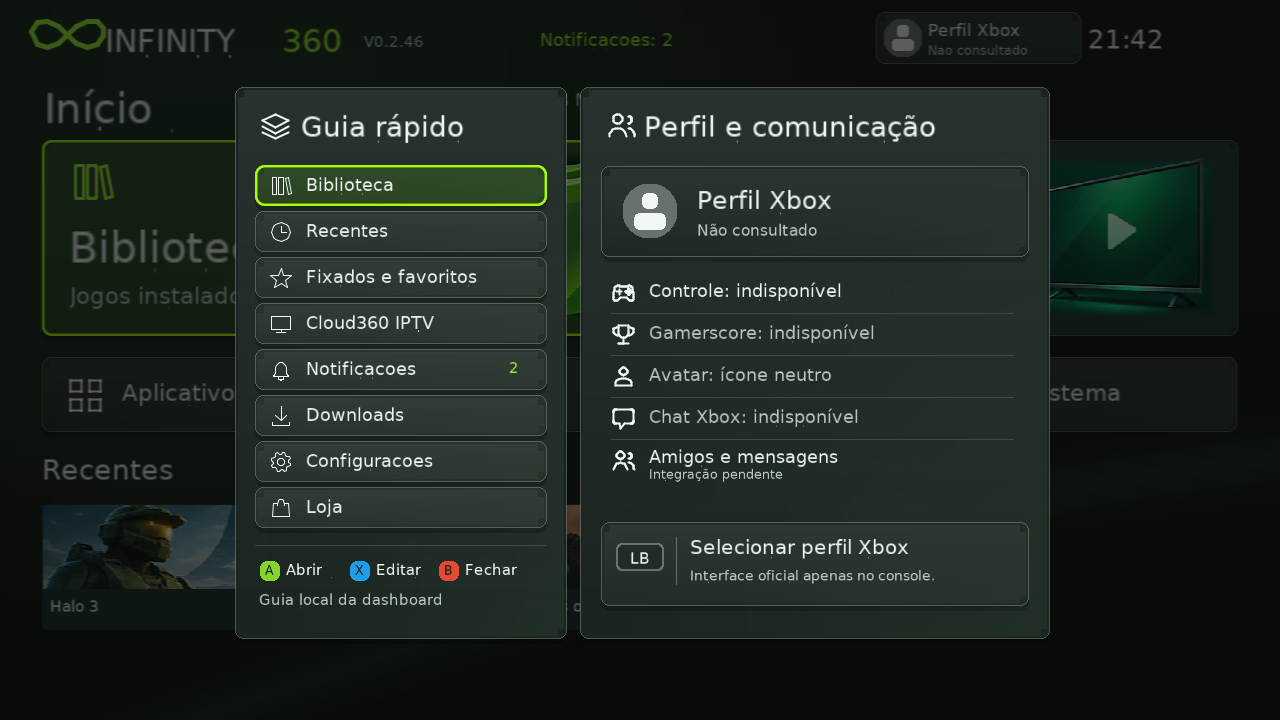 INFINITY 360 V0.2.46 Notificacoes: 2
Perfil Xbox
Nao consultado
21:42
Início
Jogos
Aplicativo
stema
Recentes
Halo 3
Guia rápido
Biblioteca
Recentes
Fixados e favoritos
Cloud360 IPTV
Notificacoes 2
Downloads
Configuracoes
Loja
A Abrir X Editar B Fechar
Guia local da dashboard
Perfil e comunicação
Perfil Xbox
Não consultado
Controle: indisponível
Gamerscore: indisponível
Avatar: ícone neutro
Chat Xbox: indisponível
Amigos e mensagens
Integração pendente
LB Selecionar perfil Xbox
Interface oficial apenas no console.